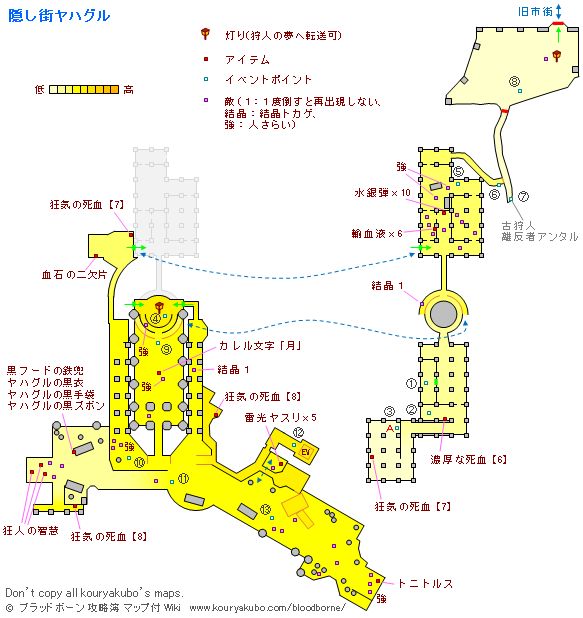 隠し街ヤハグル
旧市街
灯り(狩人の夢へ転送可)
アイテム
イベントポイント
敵(1:1度倒すと再出現しない、
結晶:結晶トカゲ、
強:人さらい)
低
高
⑧
強
⑤
水銀弾×10
⑥
⑦
狂気の死血【7】
輸血液×6
古狩人
離反者アンタル
血石の二欠片
結晶 1
④
強
⑨
カレル文字「月」
強
結晶 1
①
黒フードの鉄兜
ヤハグルの黒衣
ヤハグルの黒手袋
ヤハグルの黒ズボン
狂気の死血【8】
雷光ヤスリ×5
③
②
A
⑫
強
EV
濃厚な死血【6】
⑩
⑪
狂気の死血【7】
狂人の智慧
狂気の死血【8】
⑬
トニトルス
強
Don't copy all kouryakubo's maps.
© ブラッドボーン攻略簿 マップ付 Wiki www.kouryakubo.com/bloodborne/